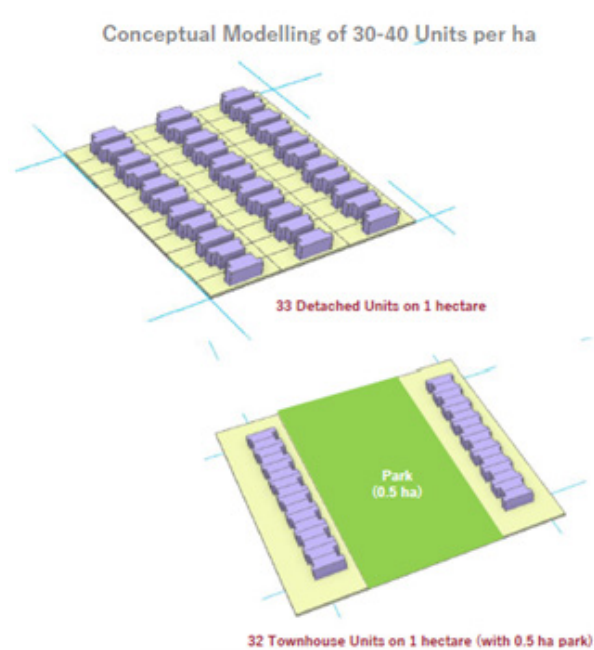 Conceptual Modelling of 30-40 Units per ha
33 Detached Units on 1 hectare
Park
(0.5 ha)
32 Townhouse Units on 1 hectare (with 0.5 ha park)